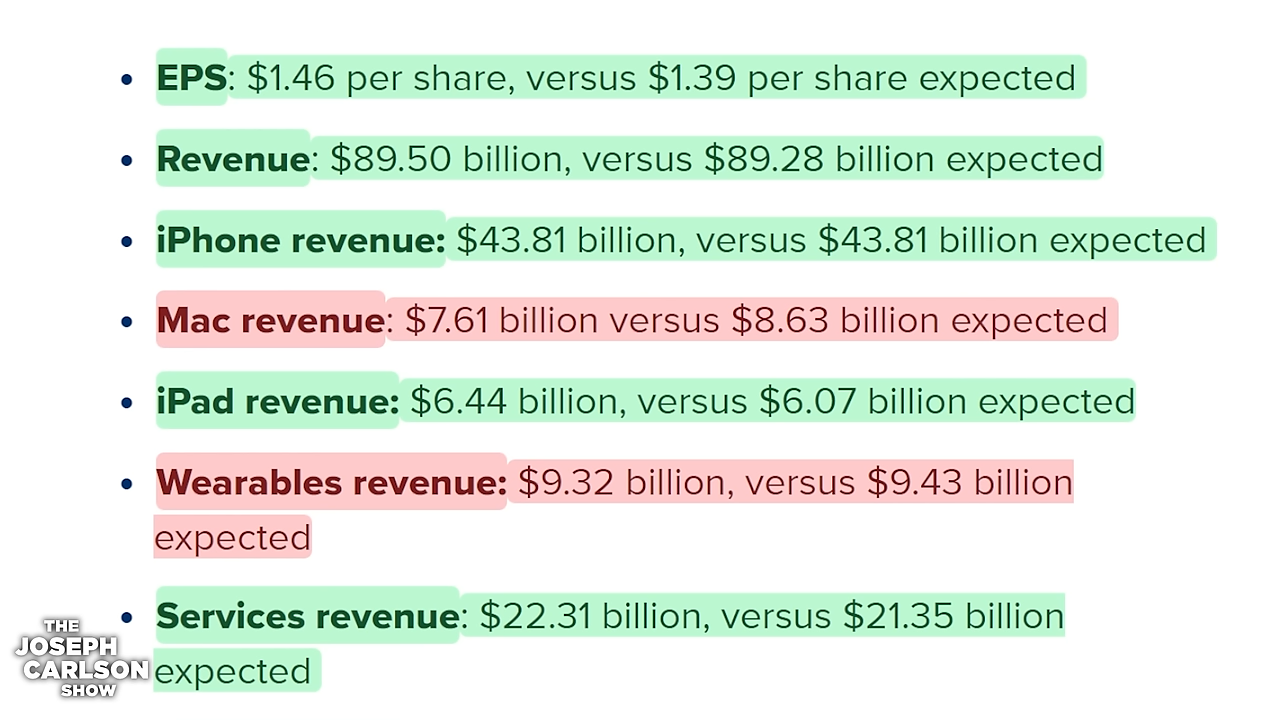 • EPS: $1.46 per share, versus $1.39 per share expected
• Revenue: $89.50 billion, versus $89.28 billion expected
• iPhone revenue: $43.81 billion, versus $43.81 billion expected
• Mac revenue: $7.61 billion versus $8.63 billion expected
• iPad revenue: $6.44 billion, versus $6.07 billion expected
• Wearables revenue: $9.32 billion, versus $9.43 billion
expected
• Services revenue: $22.31 billion, versus $21.35 billion
expected
THE
JOSEPH
CARLSON
SHOW